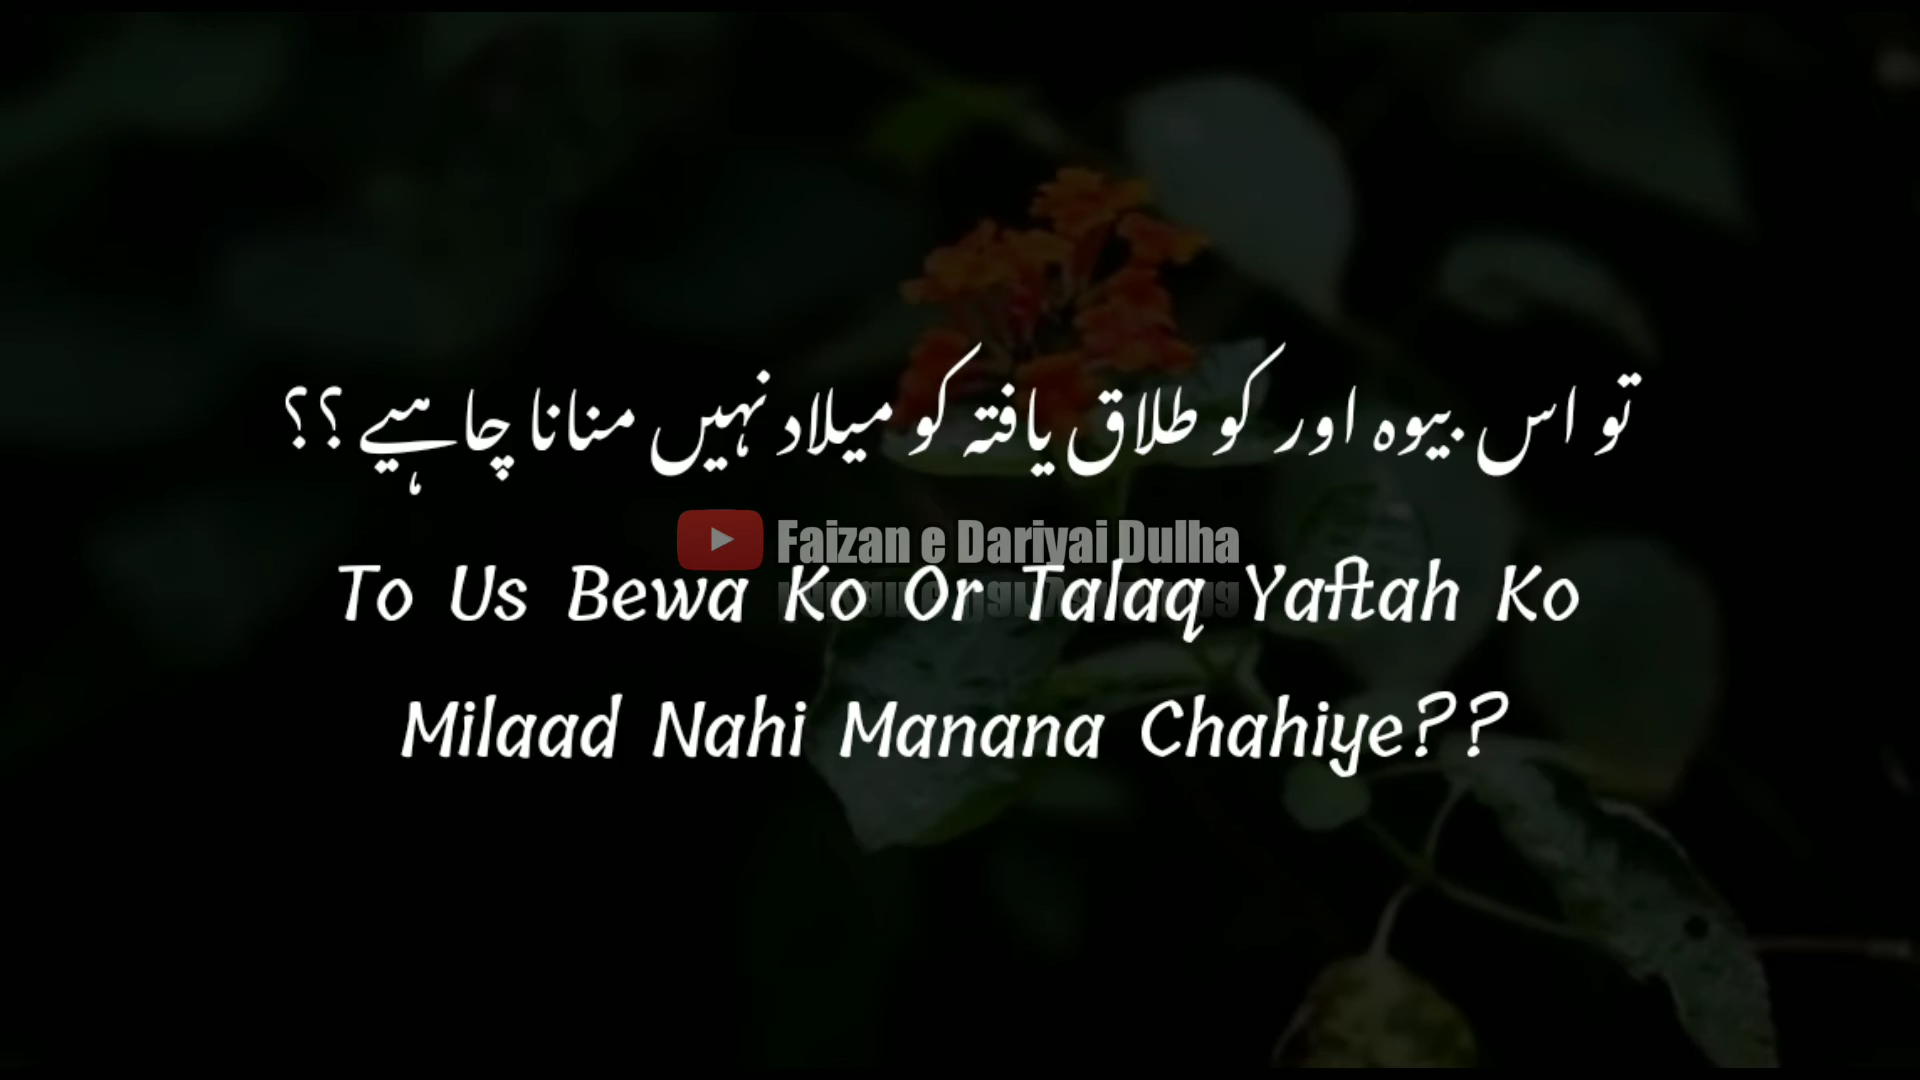 تو اس بیوہ اور کو طلاق یافتہ کو میلاد نہیں منانا چاہیے ؟؟
Faizan e Dariyai Dulha
To Us Bewa Ko Or Talaq Yaftah Ko
Milaad Nahi Manana Chahiye??